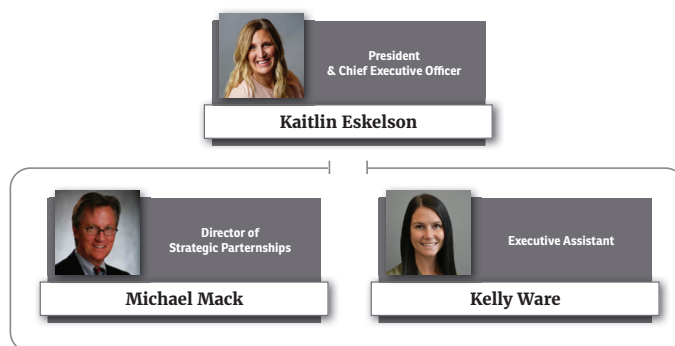 President
& Chief Executive Officer
Kaitlin Eskelson
Director of
Strategic Parternships
Michael Mack
Executive Assistant
Kelly Ware